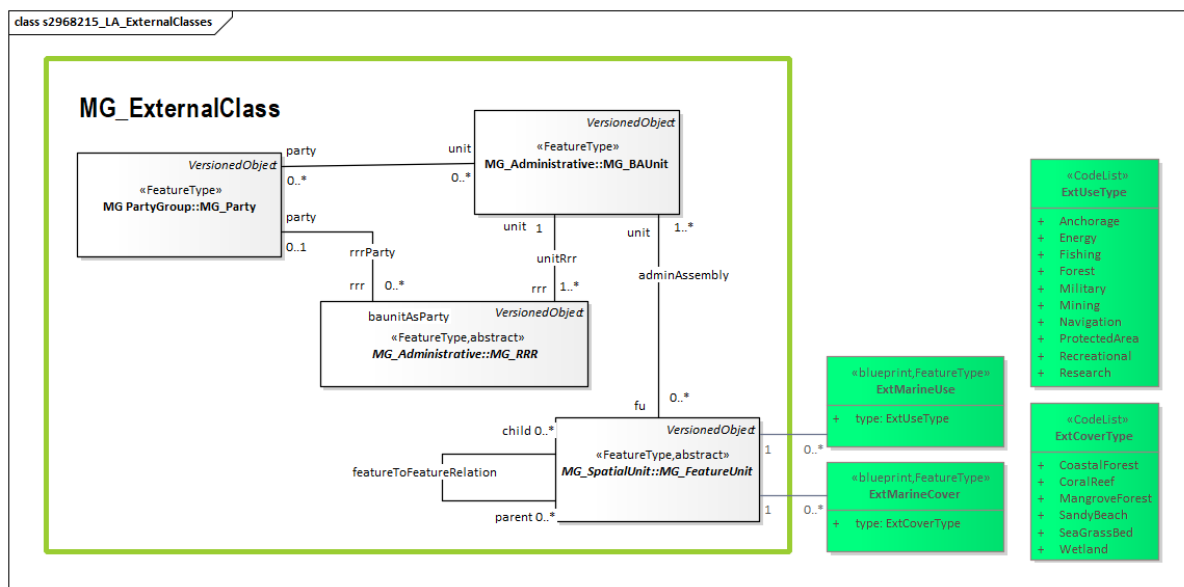 class s2968215_LA_ExternalClasses
MG_ExternalClass
VersionedObject
«FeatureType»
MG PartyGroup::MG_Party
party
0..*
unit
0..*
VersionedObject
«FeatureType»
MG_Administrative::MG_BAUnit
party
0..1
rrrParty
rrr
0..*
unit
1
unitRrr
rrr
1..*
unit
1..*
adminAssembly
fu
0..*
baunitAsParty
VersionedObject
«FeatureType,abstract»
MG_Administrative::MG_RRR
child 0..*
featureToFeatureRelation
parent 0..*
VersionedObject
«FeatureType,abstract»
MG_SpatialUnit::MG_FeatureUnit
1
0..*
1
0..*
«blueprint,FeatureType»
ExtMarineUse
+ type: ExtUseType
«blueprint,FeatureType»
ExtMarineCover
+ type: ExtCoverType
«CodeList»
ExtUseType
+ Anchorage
+ Energy
+ Fishing
+ Forest
+ Military
+ Mining
+ Navigation
+ ProtectedArea
+ Recreational
+ Research
«CodeList»
ExtCoverType
+ CoastalForest
+ CoralReef
+ MangroveForest
+ SandyBeach
+ SeaGrassBed
+ Wetland